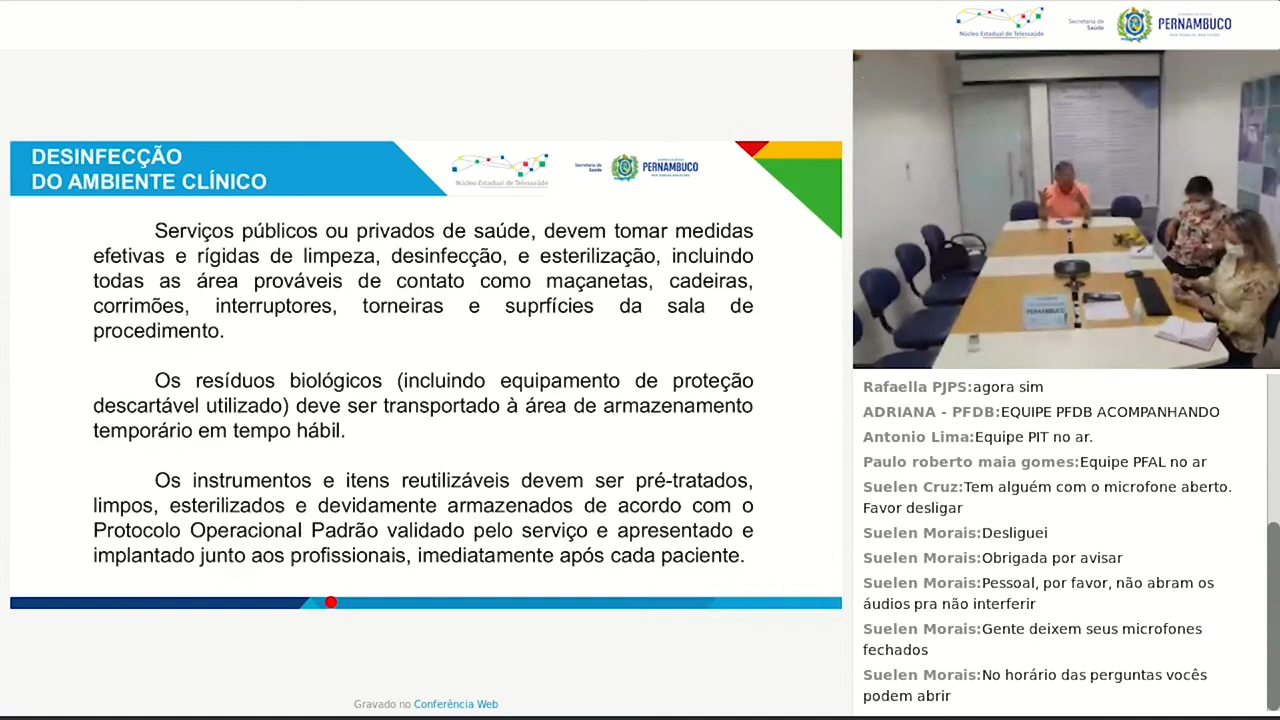 Núcleo Estadual de Telessaúde
Secretaria de
Saúde
PERNAMBUCO
DESINFECÇÃO
DO AMBIENTE CLÍNICO
Núcleo Estadual de Telessaúde
Secretaria de
Saúde
PERNAMBUCO
Serviços públicos ou privados de saúde, devem tomar medidas
efetivas e rígidas de limpeza, desinfecção, e esterilização, incluindo
todas as área prováveis de contato como maçanetas, cadeiras,
corrimões, interruptores, torneiras e suprfícies da sala de
procedimento.
Os resíduos biológicos (incluindo equipamento de proteção
descartável utilizado) deve ser transportado à área de armazenamento
temporário em tempo hábil.
Os instrumentos e itens reutilizáveis devem ser pré-tratados,
limpos, esterilizados e devidamente armazenados de acordo com o
Protocolo Operacional Padrão validado pelo serviço e apresentado e
implantado junto aos profissionais, imediatamente após cada paciente.
Gravado no Conferência Web
PERNAMBUCO
Rafaella PJPS:agora sim
ADRIANA - PFDB:EQUIPE PFDB ACOMPANHANDO
Antonio Lima:Equipe PIT no ar.
Paulo roberto maia gomes:Equipe PFAL no ar
Suelen Cruz:Tem alguém com o microfone aberto.
Favor desligar
Suelen Morais:Desliguei
Suelen Morais:Obrigada por avisar
Suelen Morais:Pessoal, por favor, não abram os
áudios pra não interferir
Suelen Morais:Gente deixem seus microfones
fechados
Suelen Morais:No horário das perguntas vocês
podem abrir